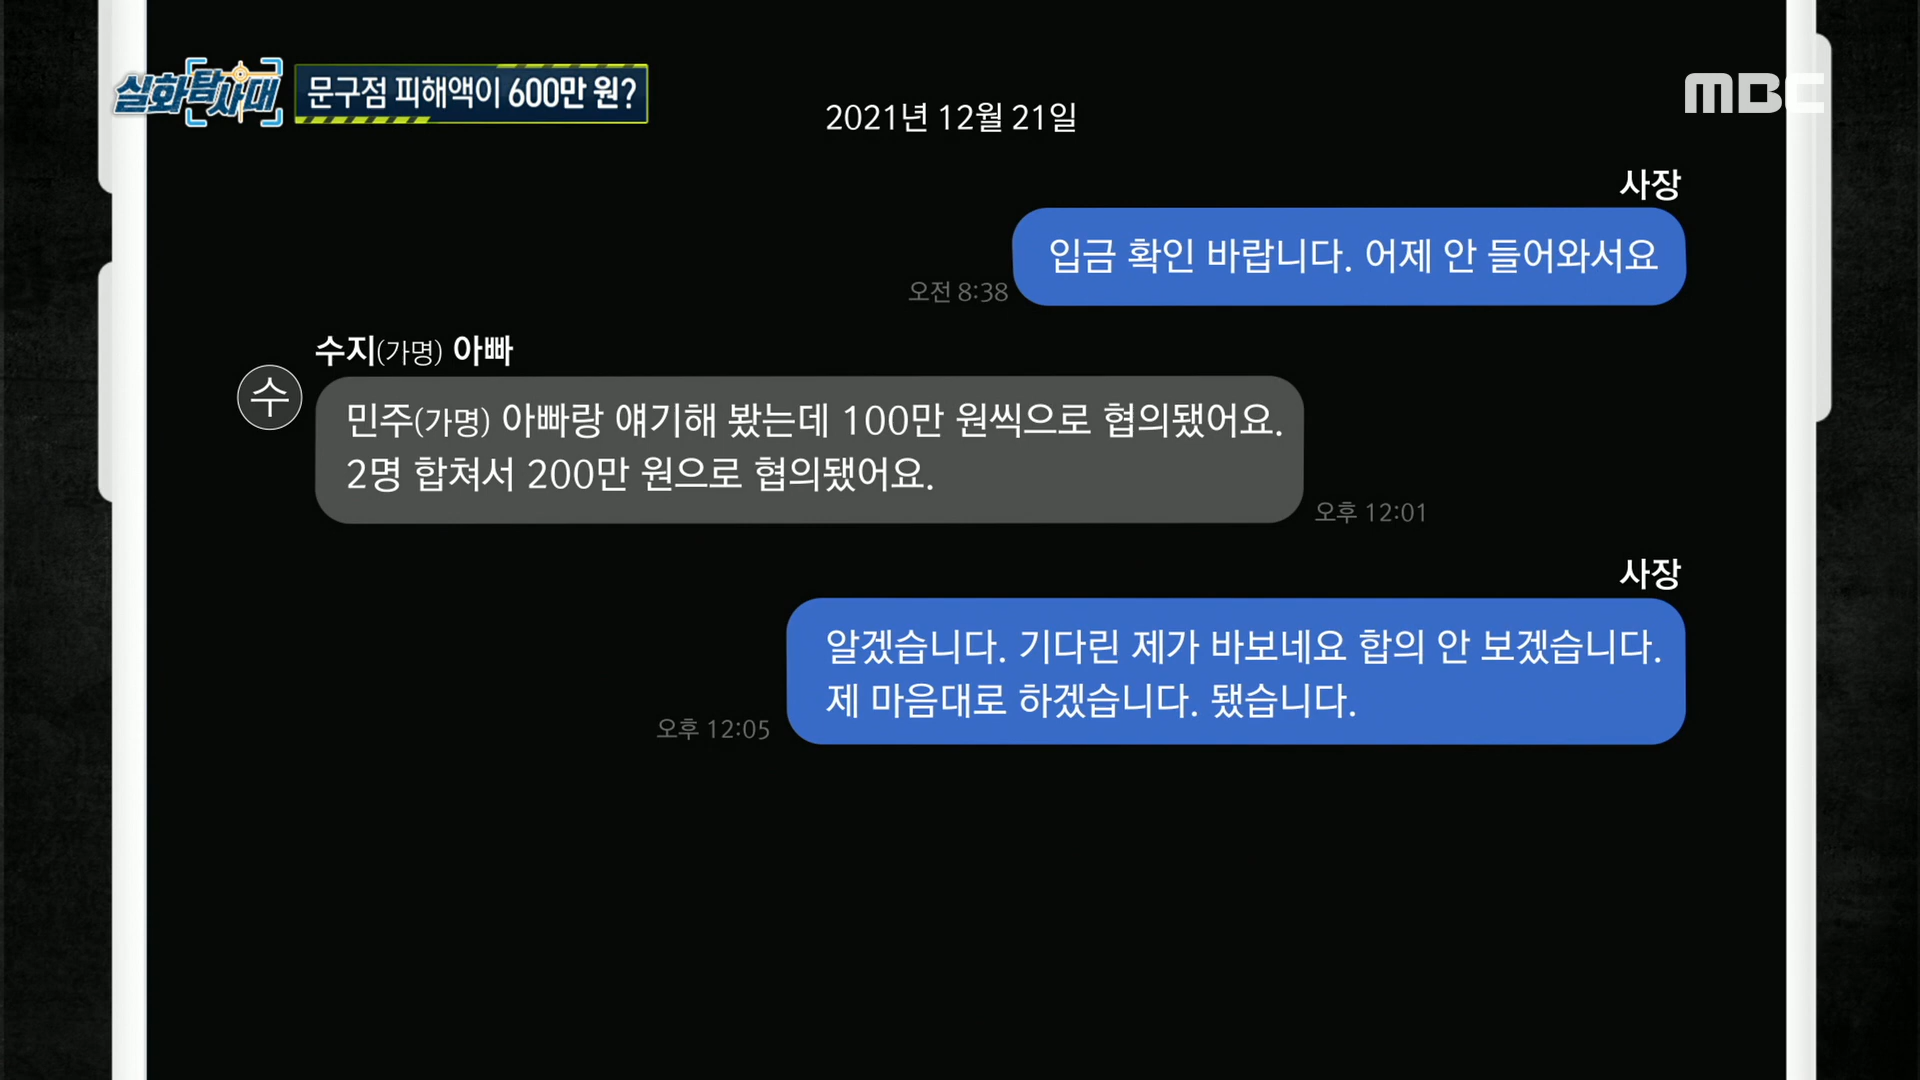 실화탐사대
문구점 피해액이 600만 원?
MBC
2021년 12월 21일
사장
입금 확인 바랍니다. 어제 안 들어와서요
오전 8:38
수지(가명) 아빠
수
민주(가명) 아빠랑 얘기해 봤는데 100만 원씩으로 협의됐어요.
2명 합쳐서 200만 원으로 협의됐어요.
오후 12:01
사장
알겠습니다. 기다린 제가 바보네요 합의 안 보겠습니다.
제 마음대로 하겠습니다. 됐습니다.
오후 12:05